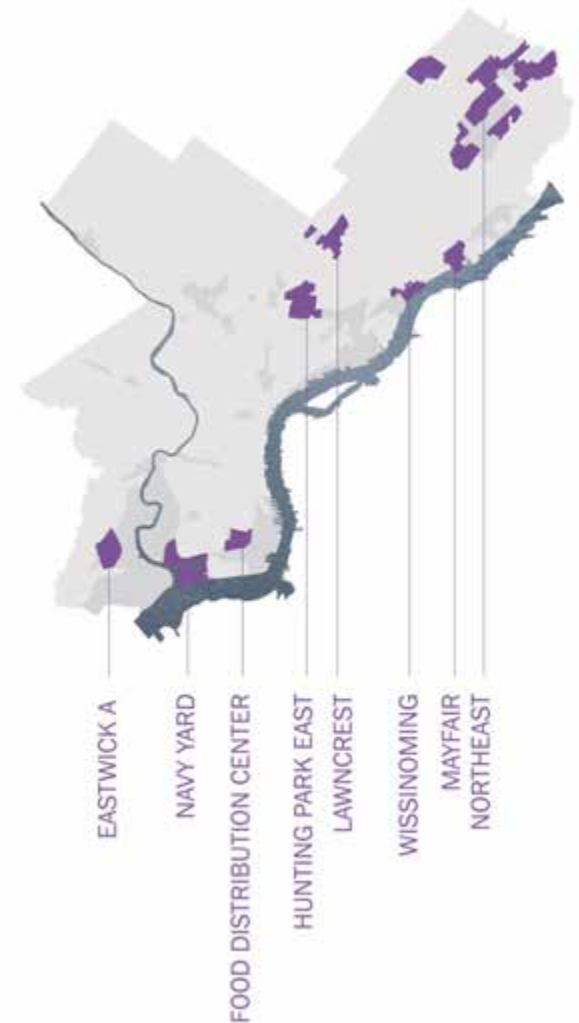 EASTWICK A
NAVY YARD
FOOD DISTRIBUTION CENTER
HUNTING PARK EAST
LAWNCREST
WISSINOMING
MAYFAIR
NORTHEAST